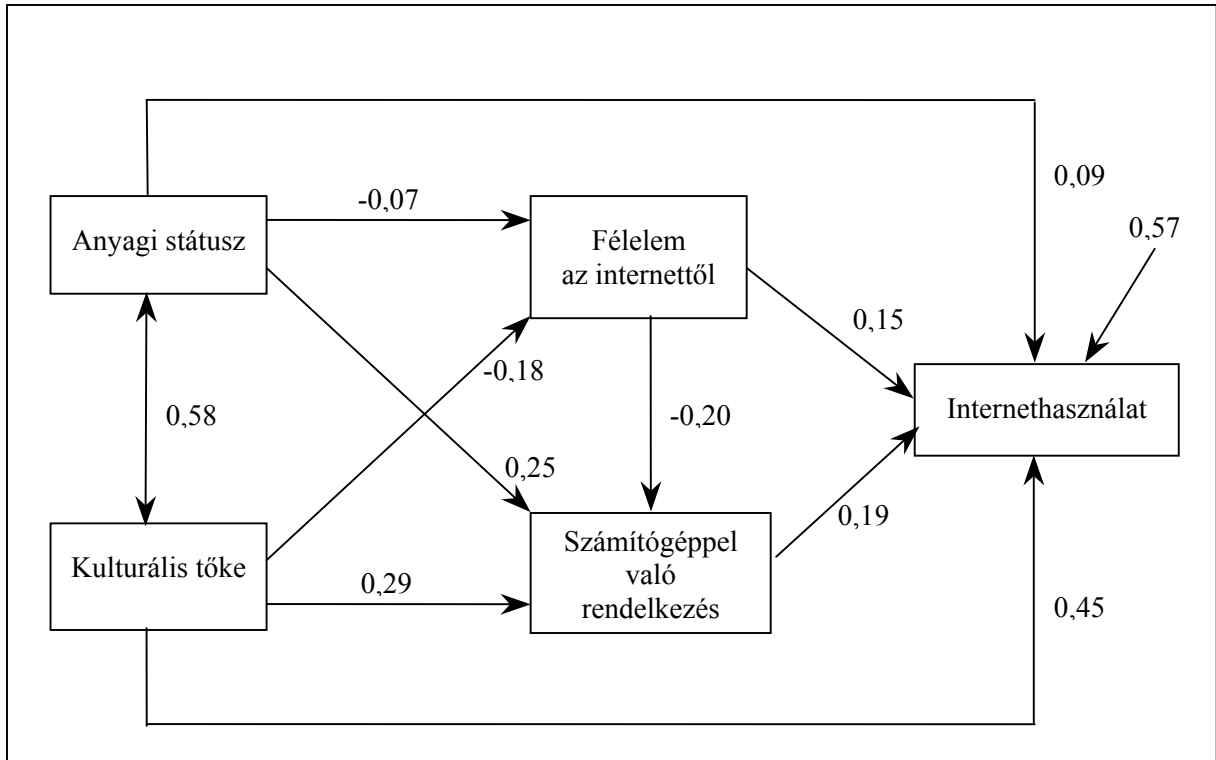 0,09
-0,07
0,57
Anyagi státusz
Félelem
az internettől
0,15
-0,18
Internethasználat
0,58
-0,20
0,25
0,19
Kulturális tőke
Számítógéppel
való
rendelkezés
0,29
0,45